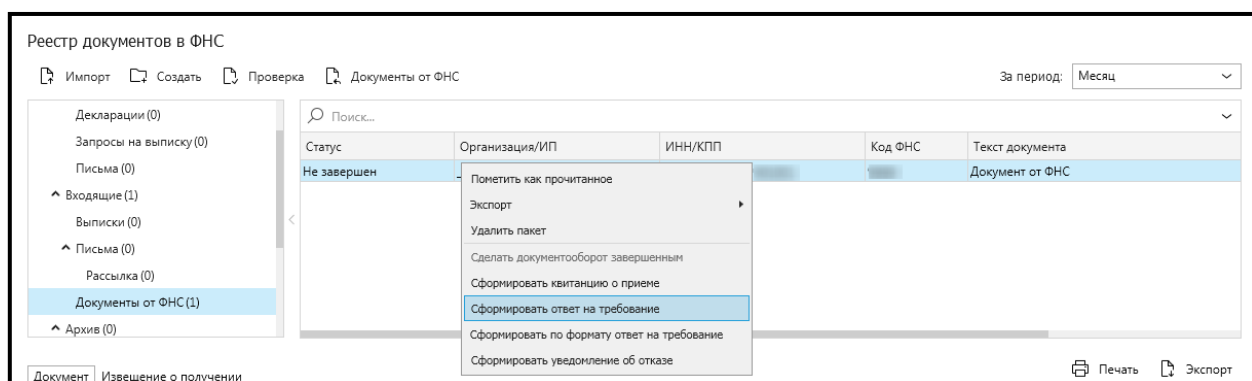 Реестр документов в ФНС
Импорт Создать Проверка Документы от ФНС За период: Месяц
Декларации (0)
Запросы на выписку (0)
Письма (0)
Входящие (1)
Выписки (0)
Письма (0)
Рассылка (0)
Документы от ФНС (1)
Архив (0)
Поиск...
Статус Организация/ИП ИНН/КПП Код ФНС Текст документа
Не завершен Документ от ФНС
Пометить как прочитанное
Экспорт
Удалить пакет
Сделать документооборот завершенным
Сформировать квитанцию о приеме
Сформировать ответ на требование
Сформировать по формату ответ на требование
Сформировать уведомление об отказе
Документ Извещение о получении Печать Экспорт